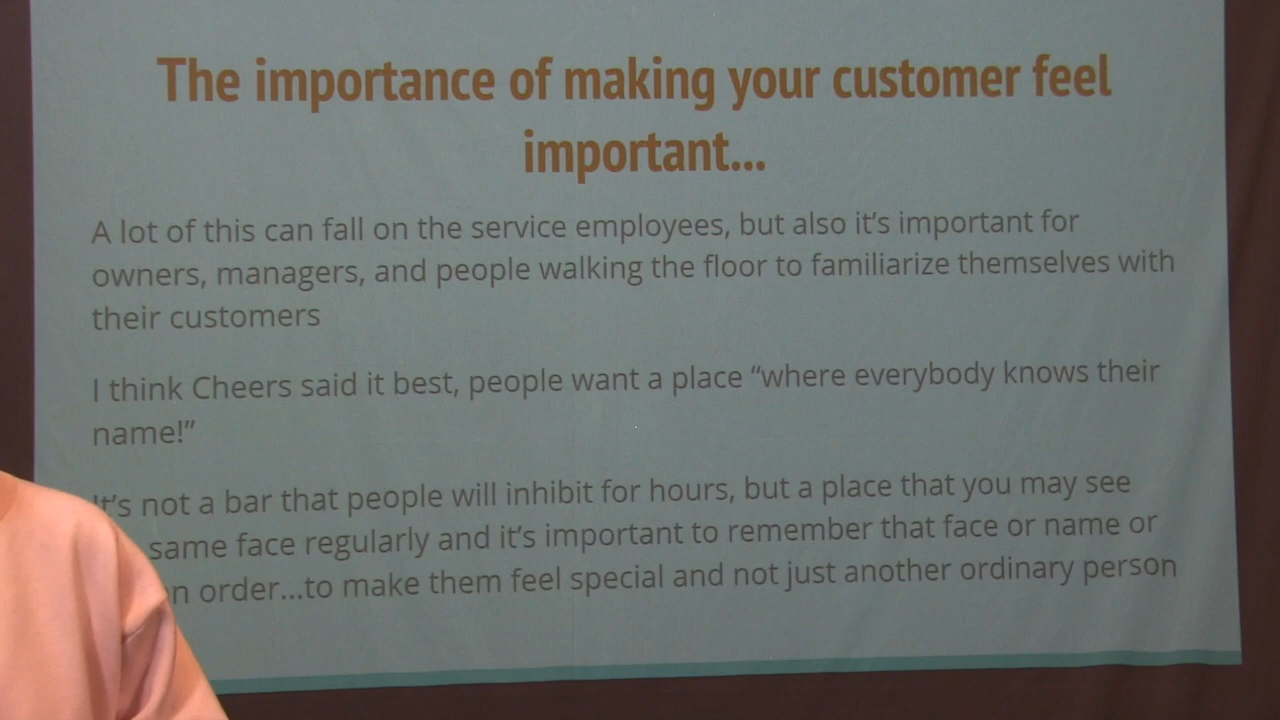 The importance of making your customer feel
important...
A lot of this can fall on the service employees, but also it's important for
owners, managers, and people walking the floor to familiarize themselves with
their customers
I think Cheers said it best, people want a place “where everybody knows their
name!”
It's not a bar that people will inhibit for hours, but a place that you may see
same face regularly and it's important to remember that face or name or
order...to make them feel special and not just another ordinary person